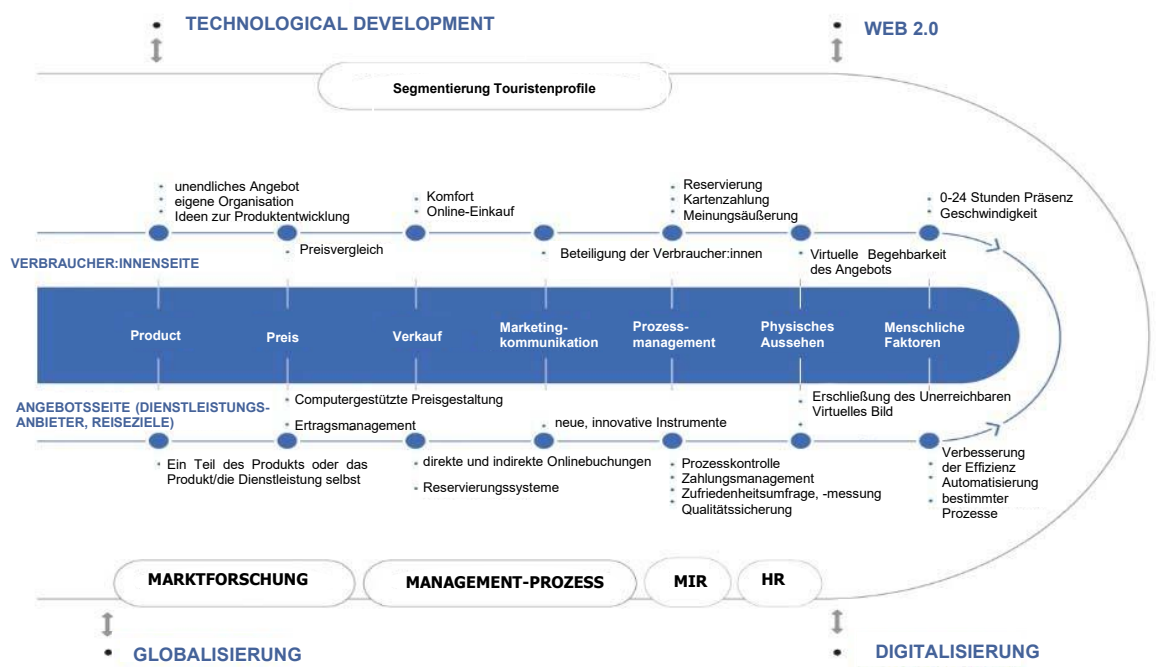 TECHNOLOGICAL DEVELOPMENT
WEB 2.0
Segmentierung Touristenprofile
unendliches Angebot
eigene Organisation
Ideen zur Produktentwicklung
Preisvergleich
Komfort
Online-Einkauf
Beteiligung der Verbraucher:innen
Reservierung
Kartenzahlung
Meinungsäußerung
Virtuelle Begehbarkeit
des Angebots
0-24 Stunden Präsenz
Geschwindigkeit
VERBRAUCHER:INNENSEITE
Product
Preis
Verkauf
Marketing-
kommunikation
Prozess-
management
Physisches
Aussehen
Menschliche
Faktoren
ANGEBOTSSEITE (DIENSTLEISTUNGS-
ANBIETER, REISEZIELE)
Ein Teil des Produkts oder das
Produkt/die Dienstleistung selbst
Computergestützte Preisgestaltung
Ertragsmanagement
direkte und indirekte Onlinebuchungen
Reservierungssysteme
neue, innovative Instrumente
Prozesskontrolle
Zahlungsmanagement
Zufriedenheitsumfrage, -messung
Qualitätssicherung
Erschließung des Unerreichbaren
Virtuelles Bild
Verbesserung
der Effizienz
Automatisierung
bestimmter
Prozesse
MARKTFORSCHUNG
MANAGEMENT-PROZESS
MIR
HR
GLOBALISIERUNG
DIGITALISIERUNG